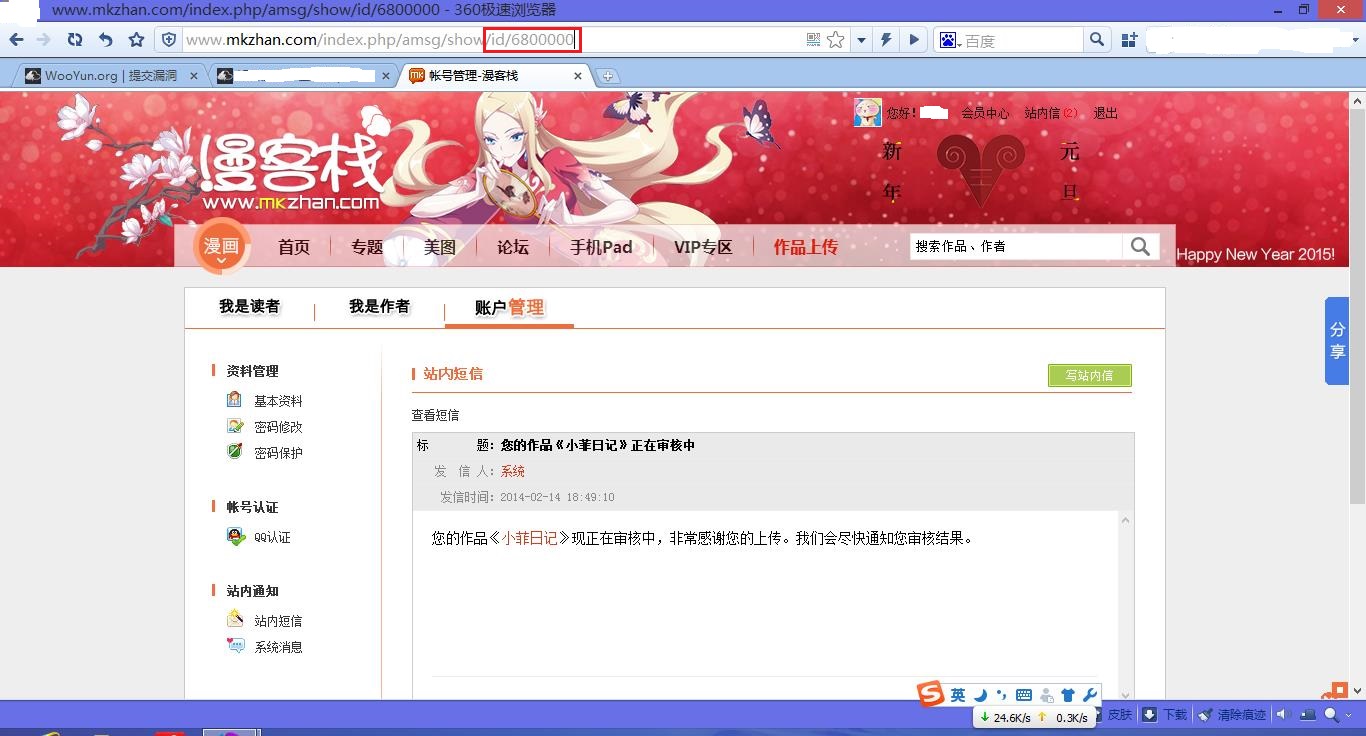 www.mkzhan.com/index.php/amsg/show/id/6800000 - 360极速浏览器
www.mkzhan.com/index.php/amsg/show/id/6800000
百度
WooYun.org | 提交漏洞
帐号管理-漫客栈
您好!
会员中心
站内信(2)
退出
漫客栈
www.mkzhan.com
新年
元旦
漫画
首页
专题
美图
论坛
手机Pad
VIP专区
作品上传
搜索作品、作者
Happy New Year 2015!
我是读者
我是作者
账户管理
分享
资料管理
基本资料
密码修改
密码保护
帐号认证
QQ认证
站内通知
站内短信
系统消息
站内短信
写站内信
查看短信
标 题: 您的作品《小菲日记》正在审核中
发 信 人: 系统
发信时间: 2014-02-14 18:49:10
您的作品《小菲日记》现正在审核中，非常感谢您的上传。我们会尽快通知您审核结果。
英
24.6K/s
0.3K/s
皮肤
下载
清除痕迹